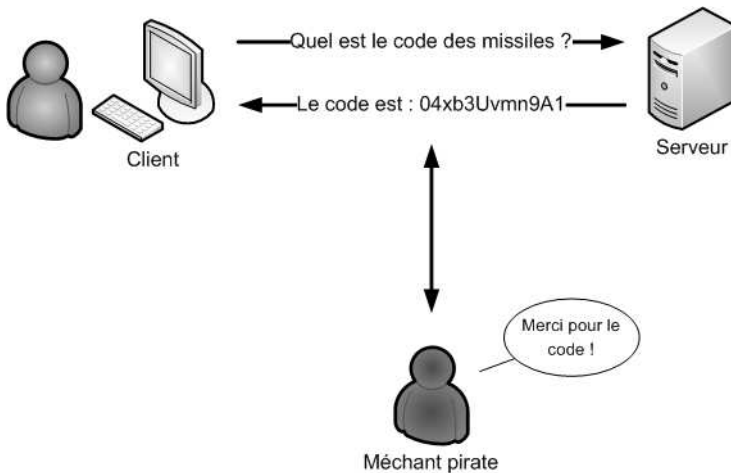 Quel est le code des missiles ?
Le code est : 04xb3Uvmn9A1
Client
Serveur
Merci pour le
code !
Méchant pirate